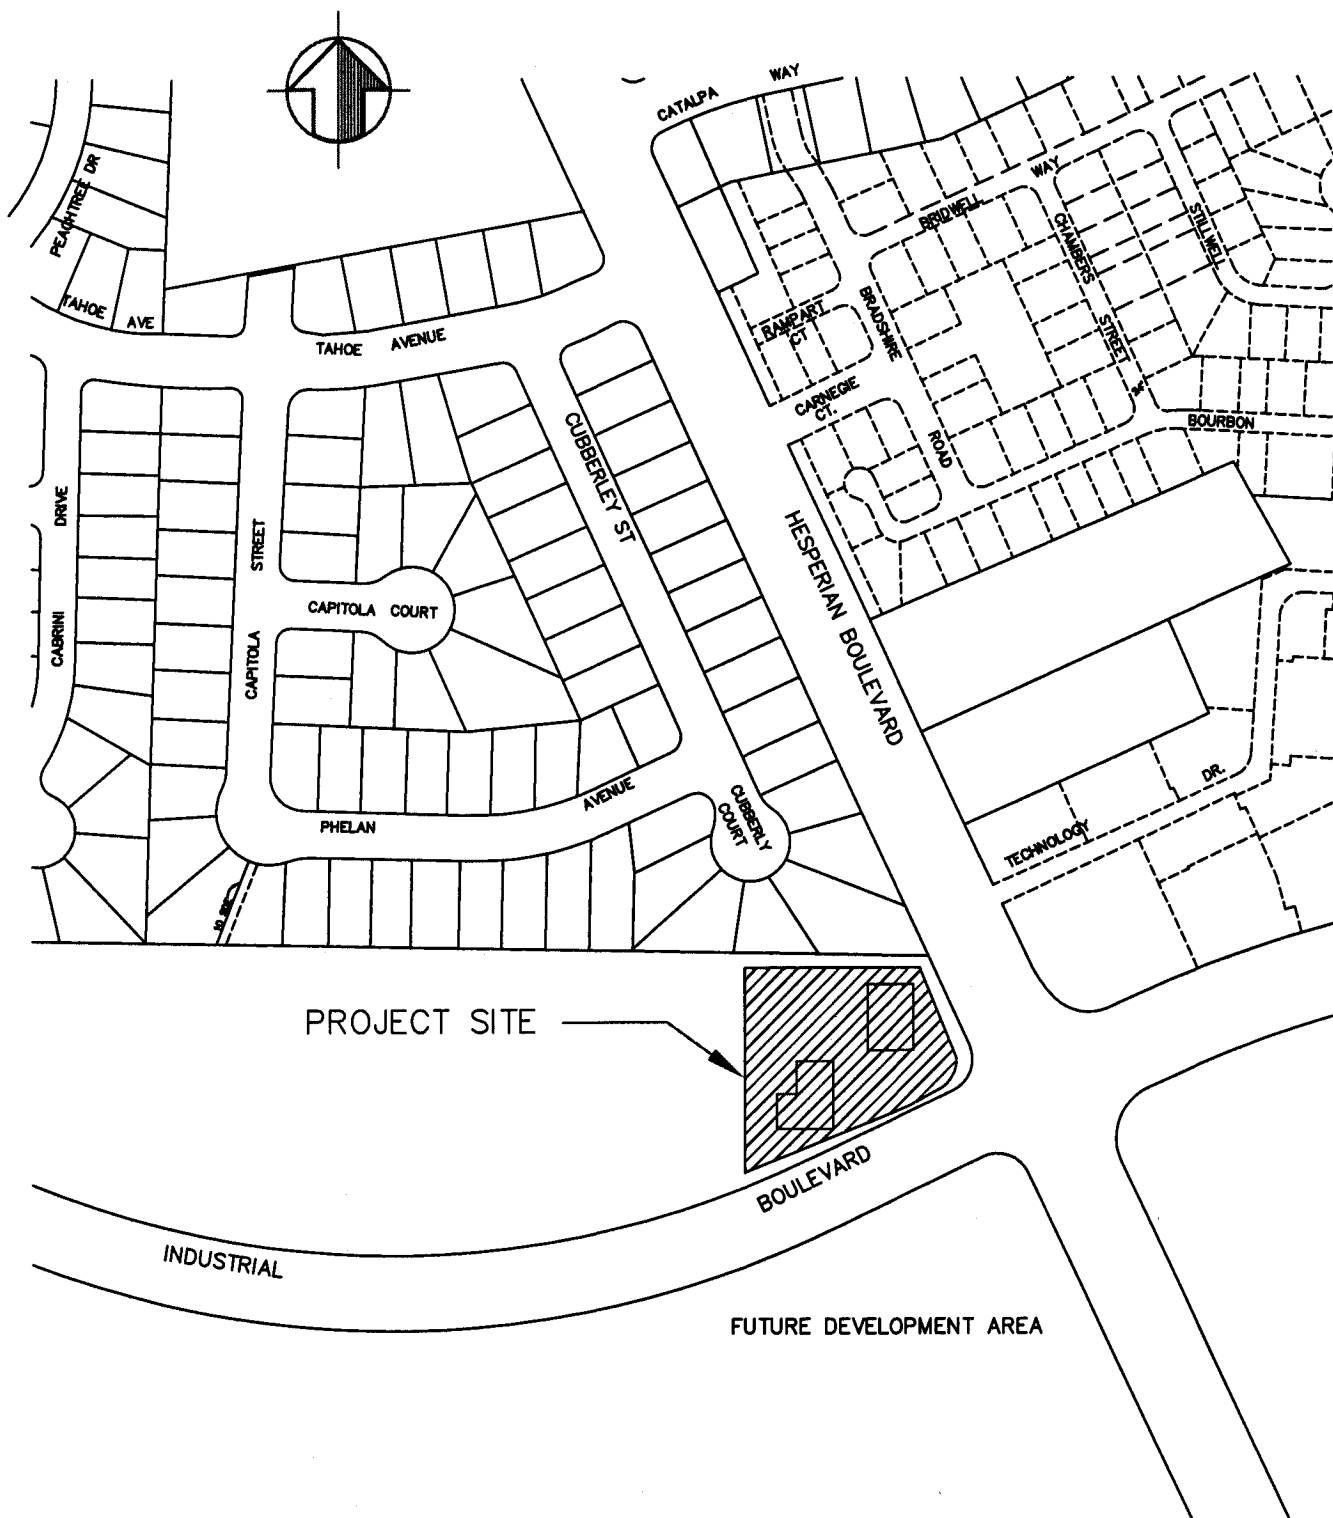 CATALPA WAY
PEACHTREE DR
TAHOE AVE
TAHOE AVENUE
BRIDWELL WAY
CHAMBERS STREET
STILLWELL
BRADSHIRE ROAD
RAMPART
CT
CARNEGIE
CT.
BOURBON
CUBBERLEY ST
HESPERIAN BOULEVARD
CABRINI DRIVE
CAPITOLA STREET
CAPITOLA COURT
PHELAN AVENUE
CUBBERLY
COURT
TECHNOLOGY DR.
PROJECT SITE
INDUSTRIAL BOULEVARD
FUTURE DEVELOPMENT AREA